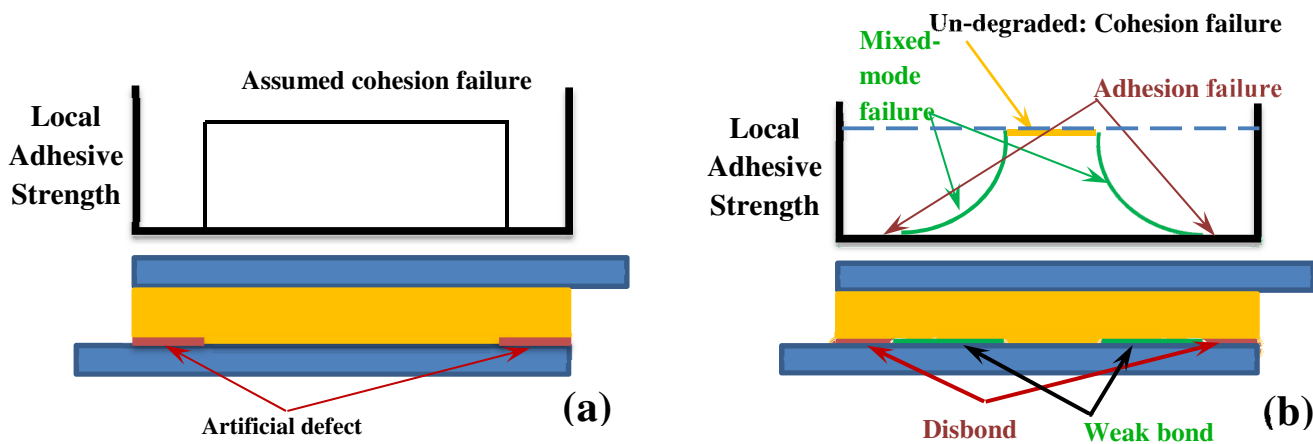 Assumed cohesion failure
Local
Adhesive
Strength
Artificial defect
(a)
Un-degraded: Cohesion failure
Mixed-
mode
failure
Adhesion failure
Local
Adhesive
Strength
Disbond
Weak bond
(b)